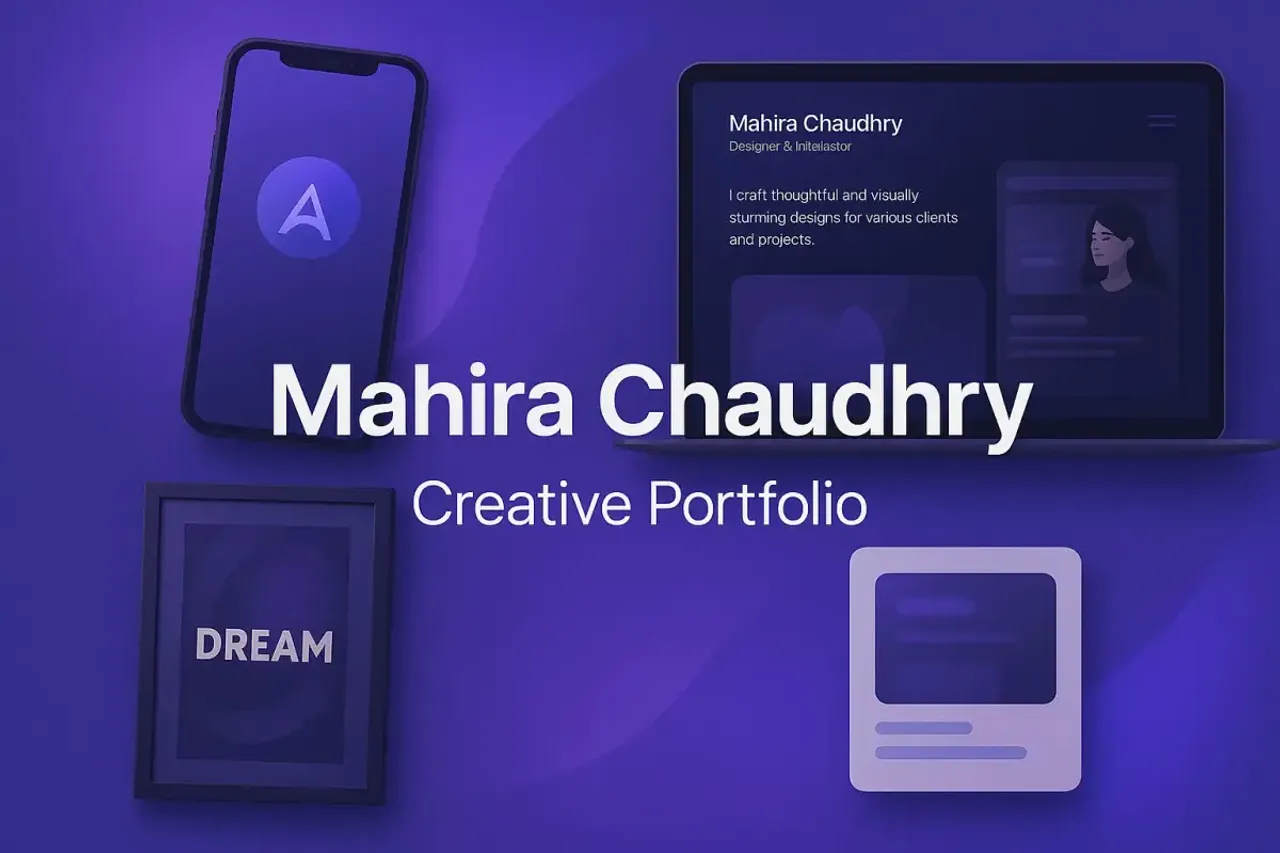 A
Mahira Chaudhry
Designer & Initeilastor
I craft thoughtful and visually
sturming designs for various clients
and projects.
Mahira Chaudhry
Creative Portfolio
DREAM